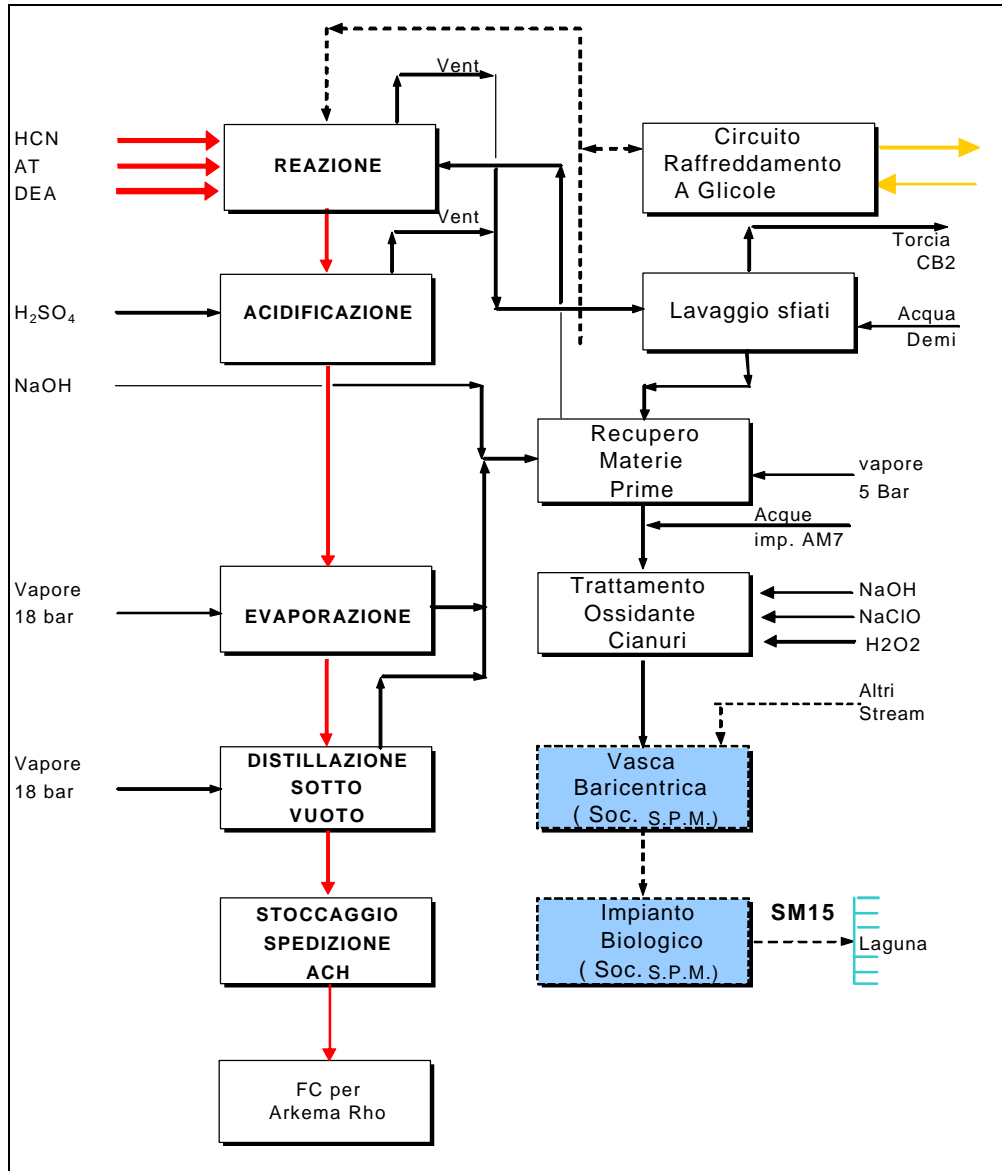 Vent
HCN
AT
DEA
REAZIONE
Circuito
Raffreddamento
A Glicole
Vent
Torcia
CB2
H₂SO₄
ACIDIFICAZIONE
Lavaggio sfiati
Acqua
Demi
NaOH
Recupero
Materie
Prime
vapore
5 Bar
Acque
imp. AM7
Vapore
18 bar
EVAPORAZIONE
Trattamento
Ossidante
Cianuri
NaOH
NaClO
H2O2
Altri
Stream
Vapore
18 bar
DISTILLAZIONE
SOTTO
VUOTO
Vasca
Baricentrica
( Soc. S.P.M.)
STOCCAGGIO
SPEDIZIONE
ACH
Impianto
Biologico
( Soc. S.P.M.)
SM15
Laguna
FC per
Arkema Rho